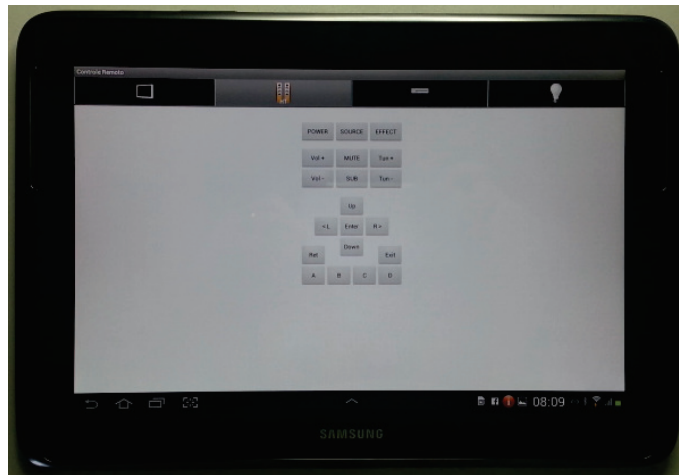 Controle Remoto
POWER SOURCE EFFECT
Vol + MUTE Tun +
Vol - SUB Tun -
Up
< L Enter R >
Down
Ret Exit
A B C D
08:09
SAMSUNG